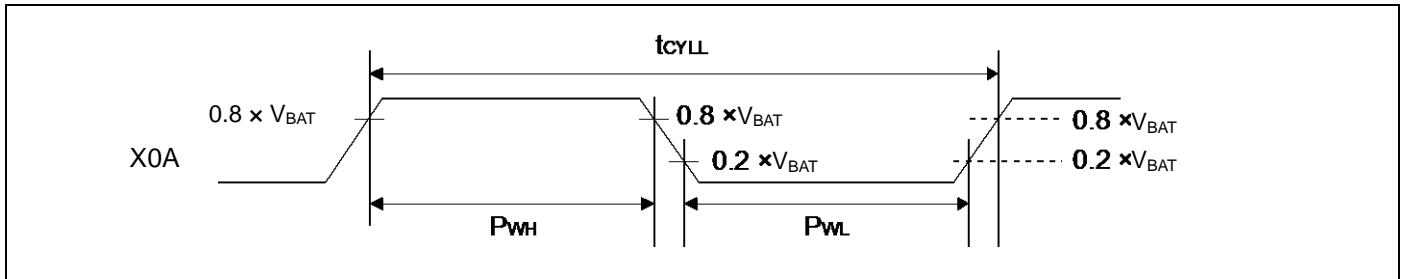 tCYLL
0.8 × VBAT
0.8 ×VBAT
0.8 ×VBAT
X0A
0.2 ×VBAT
0.2 ×VBAT
PWH
PWL